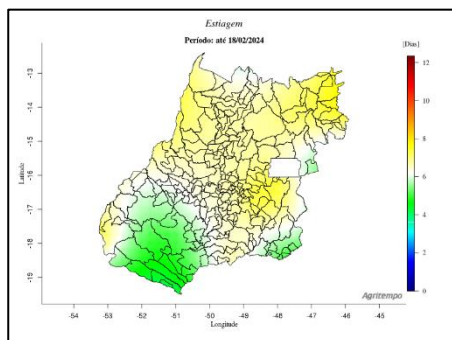 Estiagem
Período: até 18/02/2024
[Dias]
12
10
8
6
4
2
0
-13
-14
-15
-16
-17
-18
-19
Latitude
-54 -53 -52 -51 -50 -49 -48 -47 -46 -45
Longitude
Agritempo